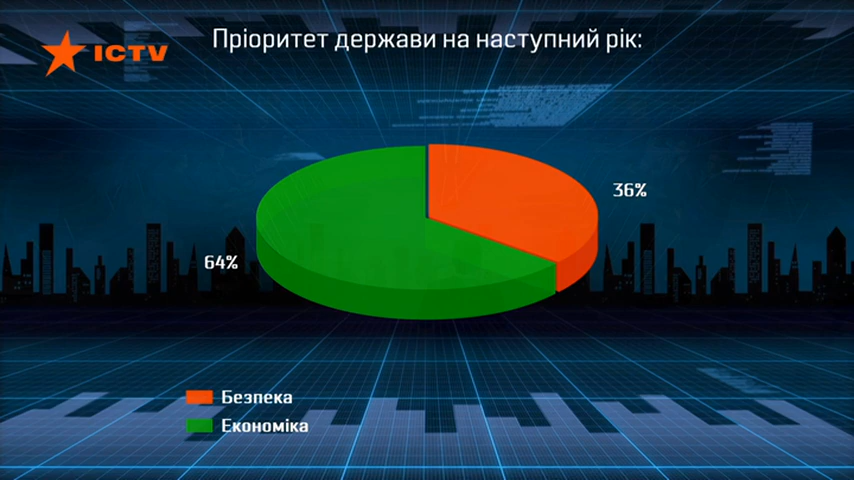 ICTV
Пріоритет держави на наступний рік:
36%
64%
Безпека
Економіка